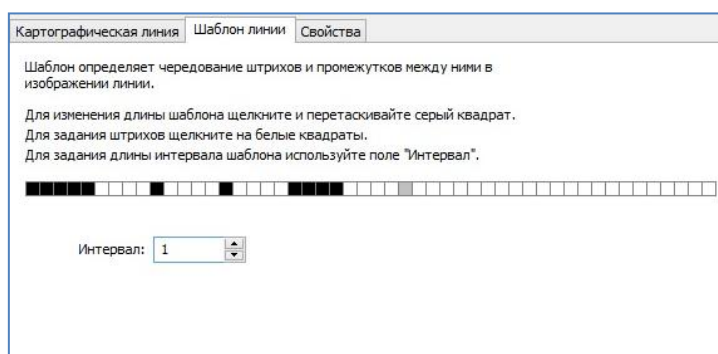 Картографическая линия Шаблон линии Свойства
Шаблон определяет чередование штрихов и промежутков между ними в
изображении линии.
Для изменения длины шаблона щелкните и перетаскивайте серый квадрат.
Для задания штрихов щелкните на белые квадраты.
Для задания длины интервала шаблона используйте поле "Интервал".
Интервал: 1